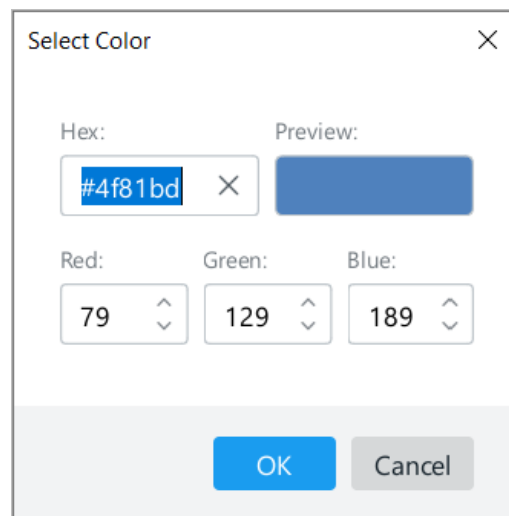 Select Color
Hex: Preview:
#4f81bd
Red: Green: Blue:
79 129 189
OK Cancel